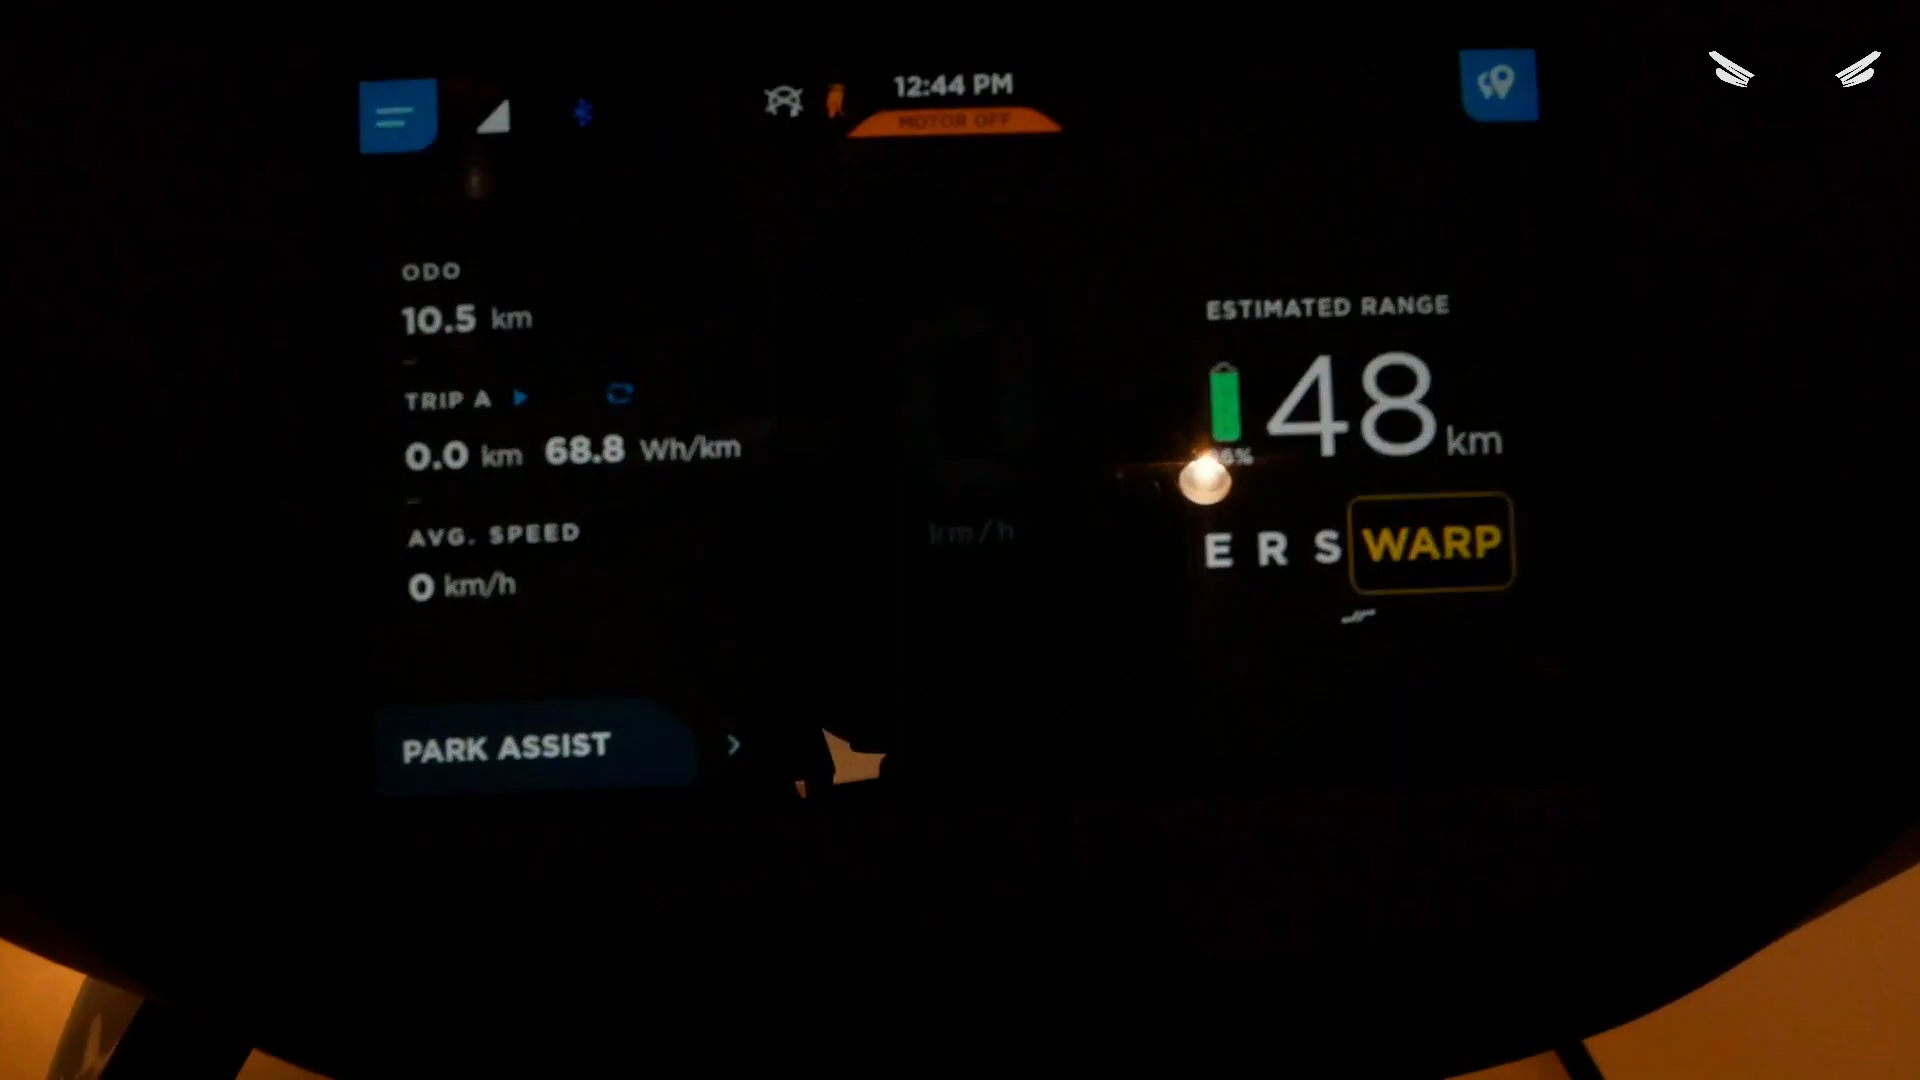 12:44 PM
MOTOR OFF
ODO
10.5 km
TRIP A
0.0 km 68.8 Wh/km
AVG. SPEED
0 km/h
km/h
ESTIMATED RANGE
48 km
E R S WARP
PARK ASSIST